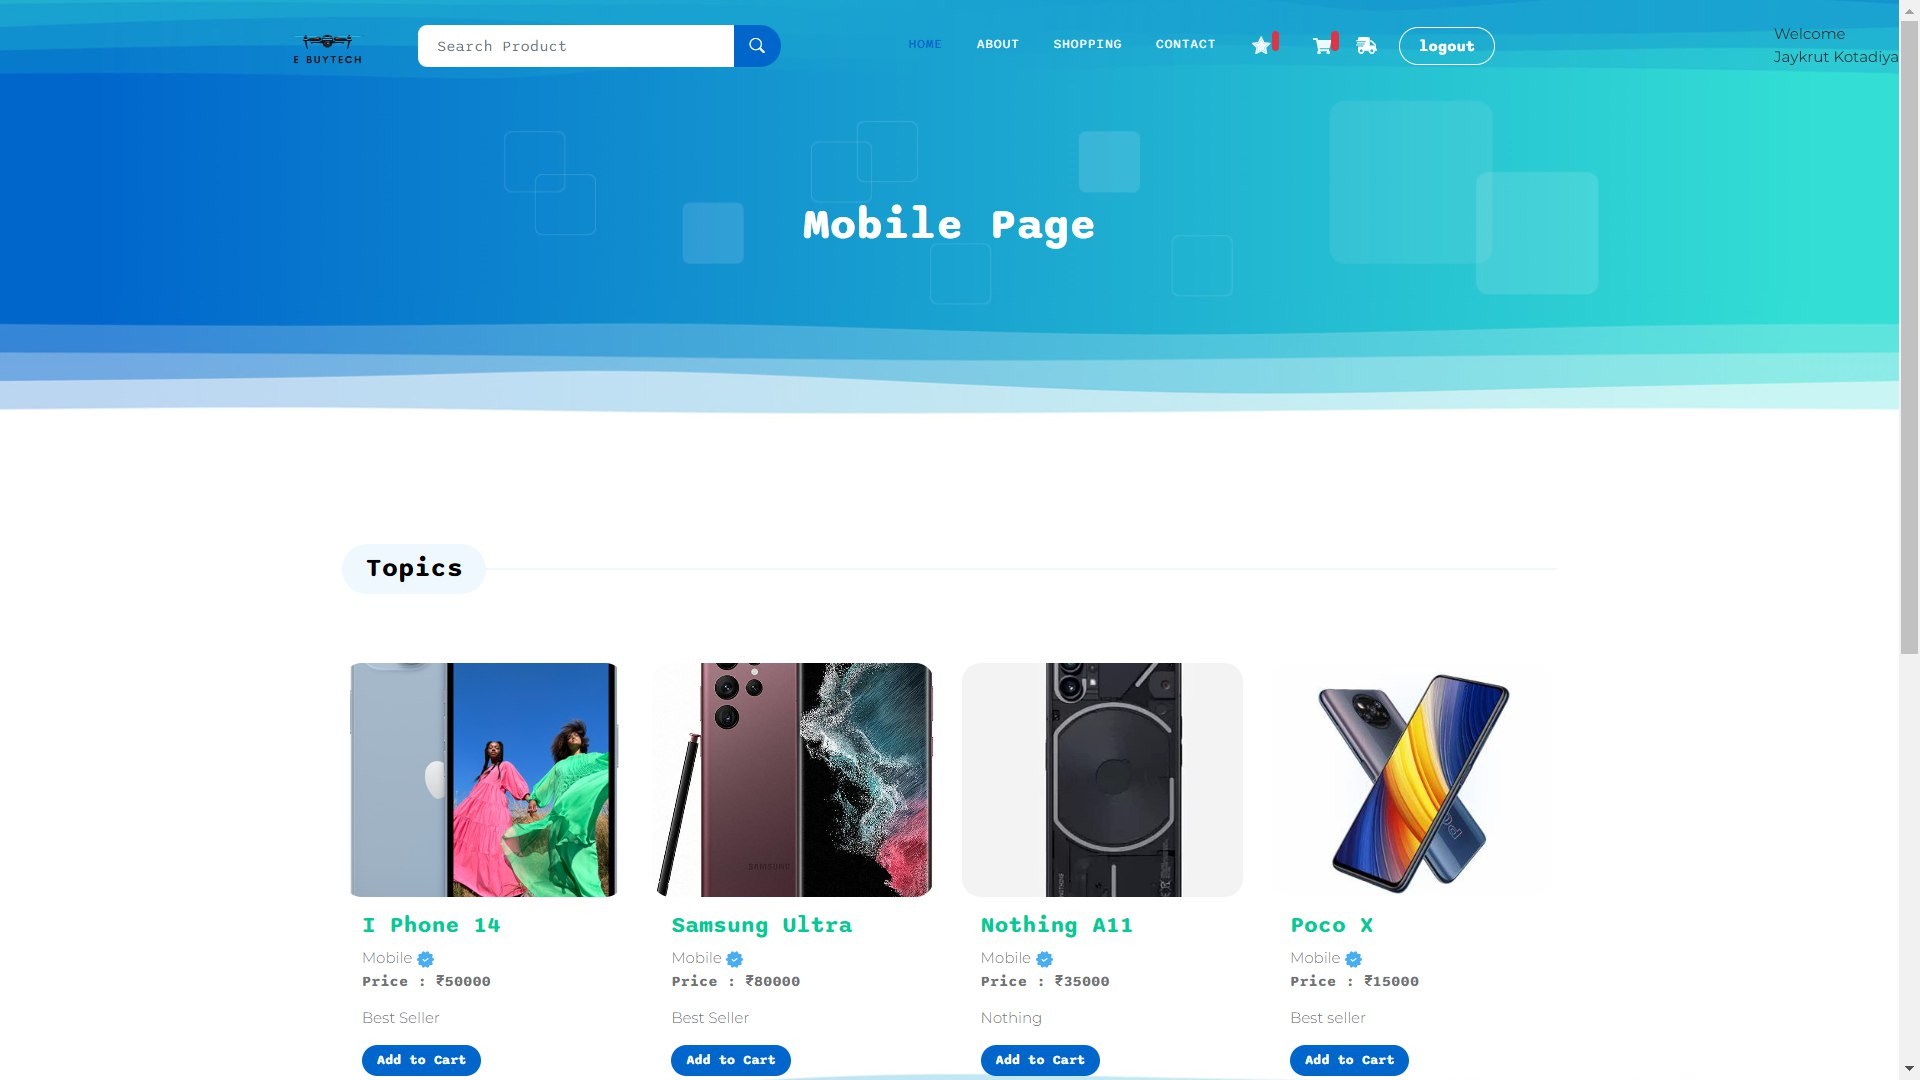 E BUYTECH
Search Product
HOME ABOUT SHOPPING CONTACT
logout
Welcome
Jaykrut Kotadiya
Mobile Page
Topics
SAMSUNG
I Phone 14
Mobile
Price : ₹50000
Best Seller
Add to Cart
Samsung Ultra
Mobile
Price : ₹80000
Best Seller
Add to Cart
Nothing A11
Mobile
Price : ₹35000
Nothing
Add to Cart
Poco X
Mobile
Price : ₹15000
Best seller
Add to Cart